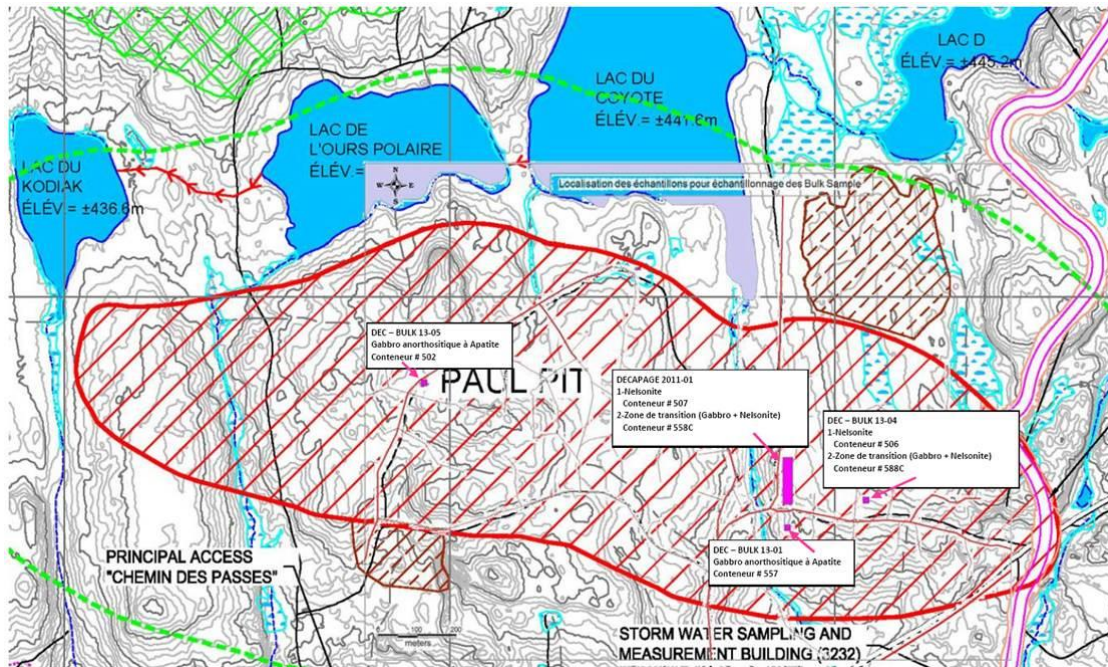 LAC D
ÉLÉV.= ±445.2m
LAC DU
COYOTE
ÉLÉV.= ±441.6m
LAC DE
L'OURS POLAIRE
ÉLÉV.=
LAC DU
KODIAK
ÉLÉV.= ±436.6m
N
W E
S
Localisation des échantillons pour échantillonnage des Bulk Sample
DEC – BULK 13-05
Gabbro anorthositique à Apatite
Conteneur # 502
PAUL PIT
DECAPAGE 2011-01
1-Nelsonite
Conteneur # 507
2-Zone de transition (Gabbro + Nelsonite)
Conteneur # 558C
DEC – BULK 13-04
1-Nelsonite
Conteneur # 506
2-Zone de transition (Gabbro + Nelsonite)
Conteneur # 588C
DEC – BULK 13-01
Gabbro anorthositique à Apatite
Conteneur # 557
PRINCIPAL ACCESS
"CHEMIN DES PASSES"
0 100 200
meters
STORM WATER SAMPLING AND
MEASUREMENT BUILDING (3232)